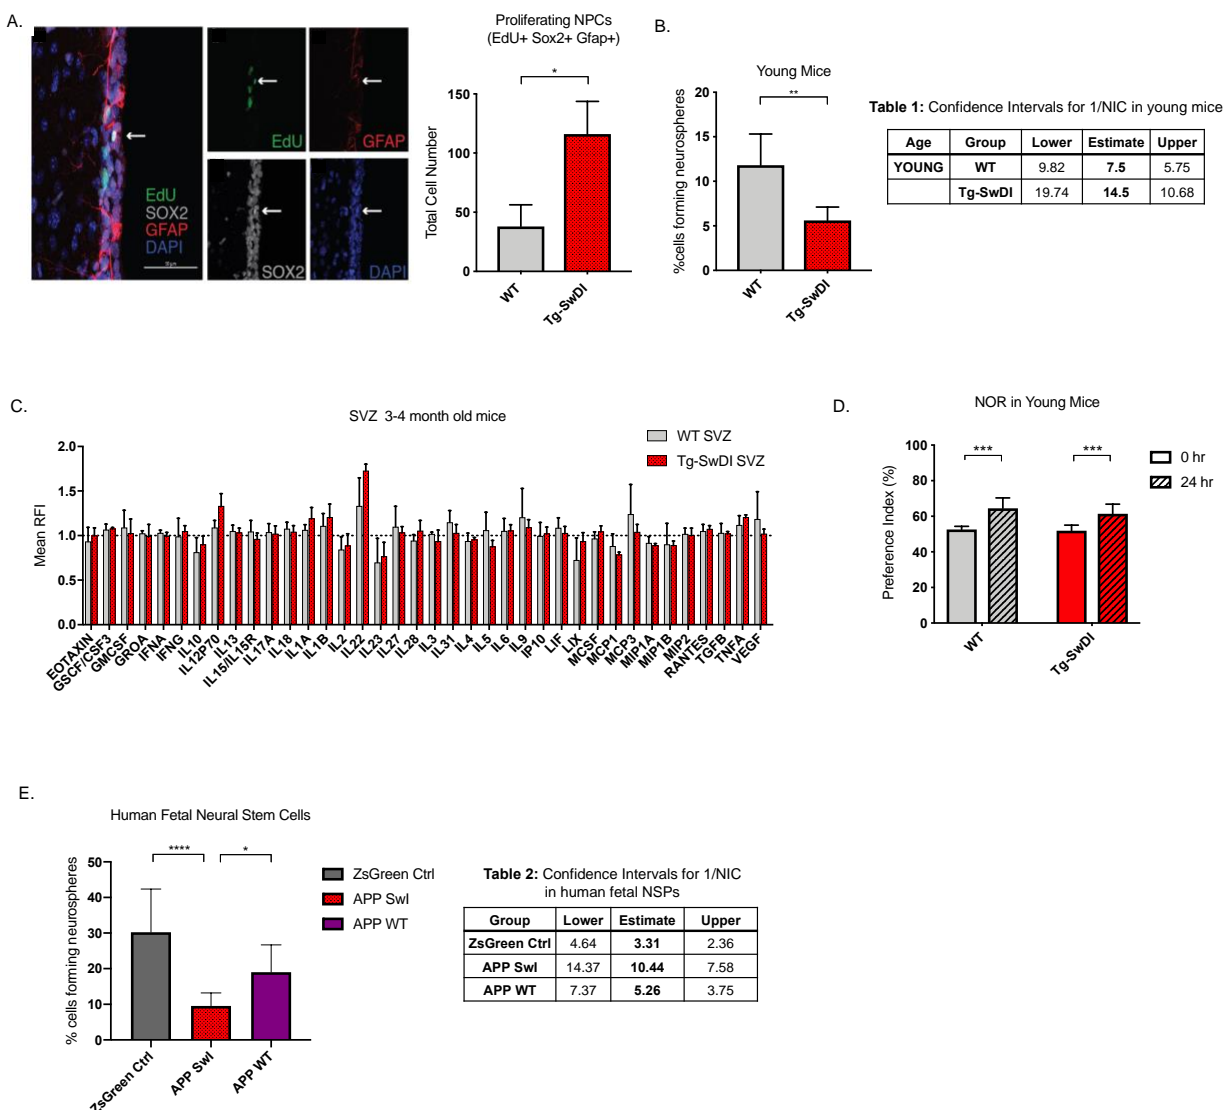 A.
EdU
SOX2
GFAP
DAPI
EdU
GFAP
SOX2
DAPI
Proliferating NPCs
(EdU+ Sox2+ Gfap+)
*
Total Cell Number
150
100
50
0
WT
Tg-SwDI
B.
Young Mice
**
%cells forming neurospheres
20
15
10
5
0
WT
Tg-SwDI
Table 1: Confidence Intervals for 1/NIC in young mice
Age Group Lower Estimate Upper
YOUNG WT 9.82 7.5 5.75
Tg-SwDI 19.74 14.5 10.68
C.
SVZ 3-4 month old mice
WT SVZ
Tg-SwDI SVZ
Mean RFI
2.0
1.5
1.0
0.5
0.0
EOTAXIN
GSCF/CSF3
GMCSF
GROA
IFNA
IFNG
IL10
IL12P70
IL13
IL15/IL15R
IL17A
IL18
IL1A
IL1B
IL2
IL22
IL23
IL27
IL28
IL3
IL31
IL4
IL5
IL6
IL9
IP10
LIF
LIX
MCSF
MCP1
MCP3
MIP1A
MIP1B
MIP2
RANTES
TGFB
TNFA
VEGF
D.
NOR in Young Mice
*** ***
0 hr
24 hr
Preference Index (%)
100
80
60
40
20
0
WT
Tg-SwDI
E.
Human Fetal Neural Stem Cells
**** *
% cells forming neurospheres
50
40
30
20
10
0
ZsGreen Ctrl
APP SwI
APP WT
ZsGreen Ctrl
APP SwI
APP WT
Table 2: Confidence Intervals for 1/NIC
in human fetal NSPs
Group Lower Estimate Upper
ZsGreen Ctrl 4.64 3.31 2.36
APP SwI 14.37 10.44 7.58
APP WT 7.37 5.26 3.75